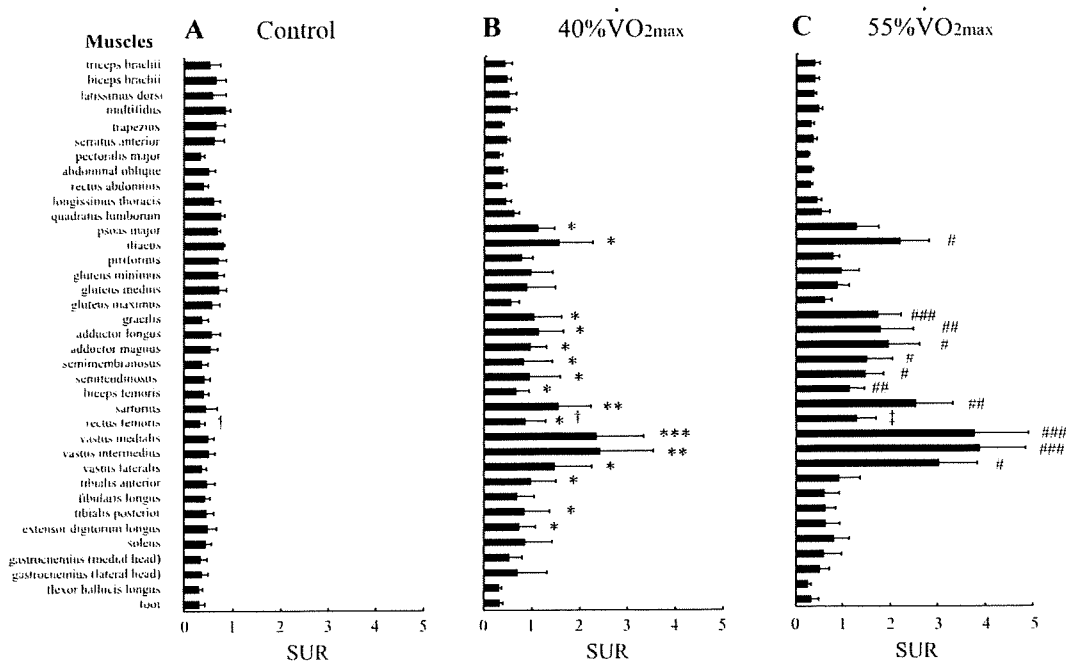 Muscles
A Control
B 40%V̇O2max
C 55%V̇O2max
triceps brachii
biceps brachii
latissimus dorsi
multifidus
trapezius
serratus anterior
pectoralis major
abdominal oblique
rectus abdominis
longissimus thoracis
quadratus lumborum
psoas major
iliacus
piriformis
gluteus minimus
gluteus medius
gluteus maximus
gracilis
adductor longus
adductor magnus
semimembranosus
semitendinosus
biceps femoris
sartorius
rectus femoris
vastus medialis
vastus intermedius
vastus lateralis
tibialis anterior
fibularis longus
tibialis posterior
extensor digitorum longus
soleus
gastrocnemius (medial head)
gastrocnemius (lateral head)
flexor hallucis longus
foot
†
*
*
*
*
*
*
*
*
**
* †
***
**
*
*
*
*
#
###
##
#
#
#
##
##
‡
###
###
#
0 1 2 3 4 5
SUR
0 1 2 3 4 5
SUR
0 1 2 3 4 5
SUR